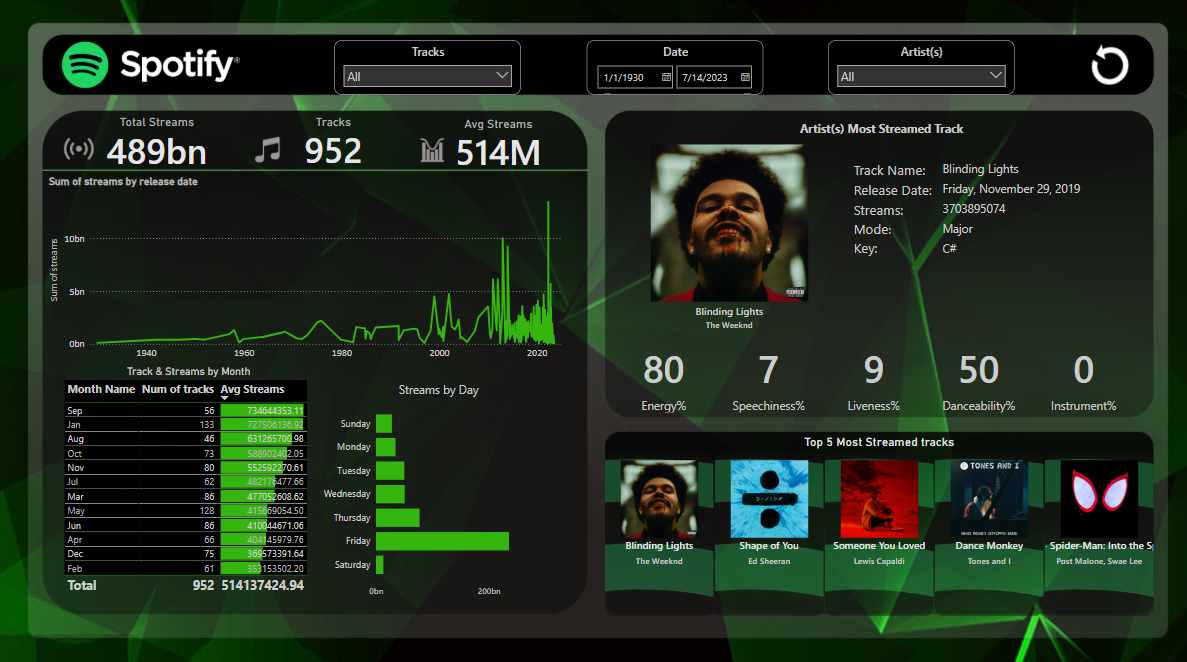 Spotify®
Tracks
All
Date
1/1/1930
7/14/2023
Artist(s)
All
Total Streams
489bn
Tracks
952
Avg Streams
514M
Sum of streams by release date
Sum of streams
10bn
5bn
0bn
1940 1960 1980 2000 2020
Track & Streams by Month
Month Name Num of tracks Avg Streams
Sep 56 734644353.11
Jan 133 727506136.92
Aug 46 631265700.98
Oct 73 588902402.05
Nov 80 552592270.61
Jul 62 482176477.66
Mar 86 477052608.62
May 128 415669054.50
Jun 86 410044671.06
Apr 66 404145979.76
Dec 75 369573391.64
Feb 61 353153502.20
Total 952 514137424.94
Streams by Day
Sunday
Monday
Tuesday
Wednesday
Thursday
Friday
Saturday
0bn 200bn
Artist(s) Most Streamed Track
Track Name: Blinding Lights
Release Date: Friday, November 29, 2019
Streams: 3703895074
Mode: Major
Key: C#
Blinding Lights
The Weeknd
80 7 9 50 0
Energy% Speechiness% Liveness% Danceability% Instrument%
Top 5 Most Streamed tracks
DIVIDE
TONES AND I
Blinding Lights
The Weeknd
Shape of You
Ed Sheeran
Someone You Loved
Lewis Capaldi
Dance Monkey
Tones and I
- Spider-Man: Into the S
Post Malone, Swae Lee